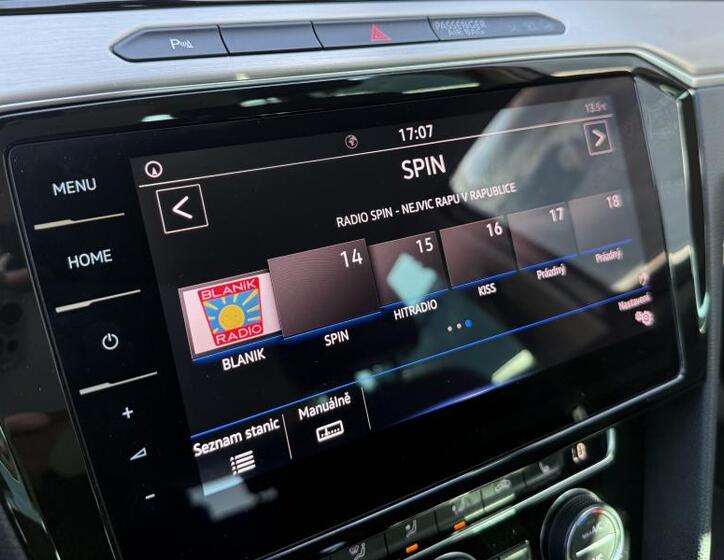 P
PASSENGER
AIR BAG
17:07
13.5°C
SPIN
RADIO SPIN - NEJVIC RAPU V RAPUBLICE
MENU
HOME
14
15
16
17
18
BLANÍK
RADIO
BLANIK
SPIN
HITRADIO
KISS
Prázdný
Prázdný
Nastavení
Seznam stanic
Manuálně
+
-
A/C